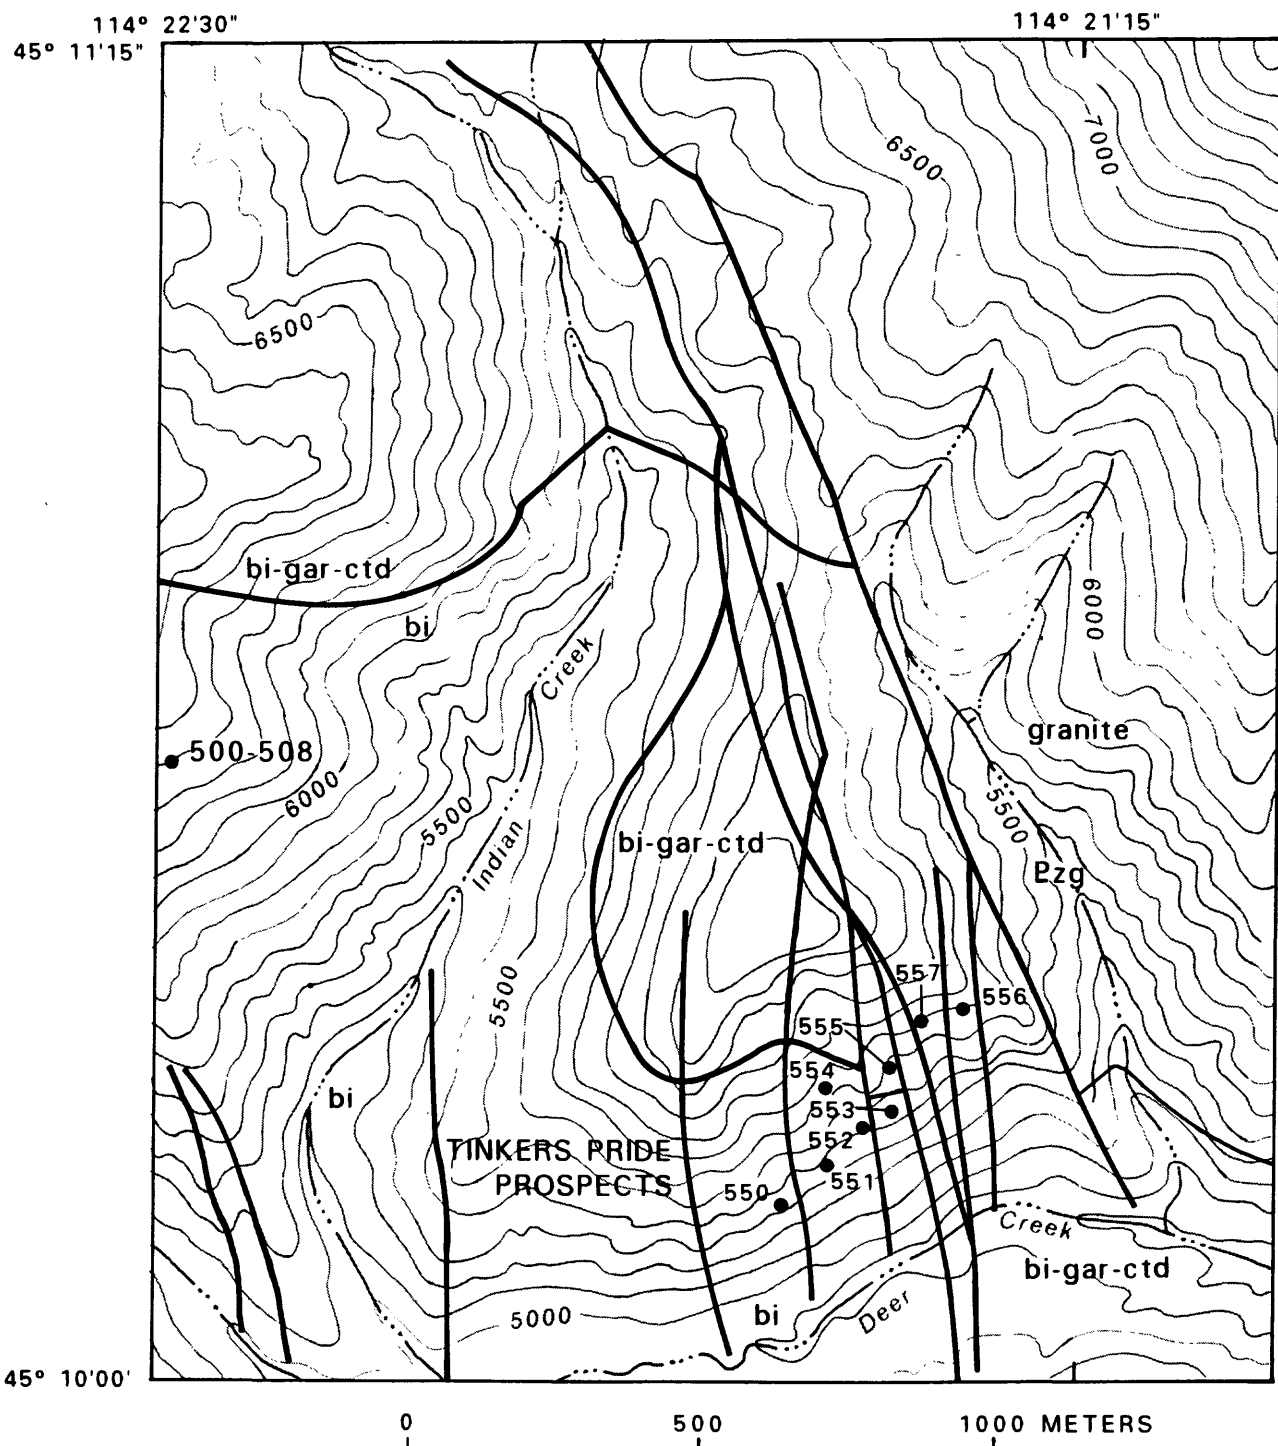 114° 22'30"
114° 21'15"
45° 11'15"
6500
7000
6500
bi-gar-ctd
bi
Creek
6000
500-508
granite
6000
5500
5500
bi-gar-ctd
Indian
Pzg
557
556
5500
555
554
bi
553
552
TINKERS PRIDE
PROSPECTS
551
550
Creek
bi-gar-ctd
Deer
5000
bi
45° 10'00'
0 500 1000 METERS